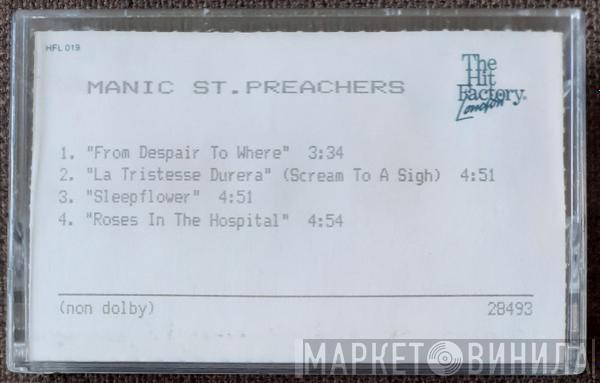 HFL 019
The
Hit
Factory.
London
MANIC ST.PREACHERS
1. "From Despair To Where" 3:34
2. "La Tristesse Durera" (Scream To A Sigh) 4:51
3. "Sleepflower" 4:51
4. "Roses In The Hospital" 4:54
(non dolby) 28493
МАРКЕТ ВИНИЛА